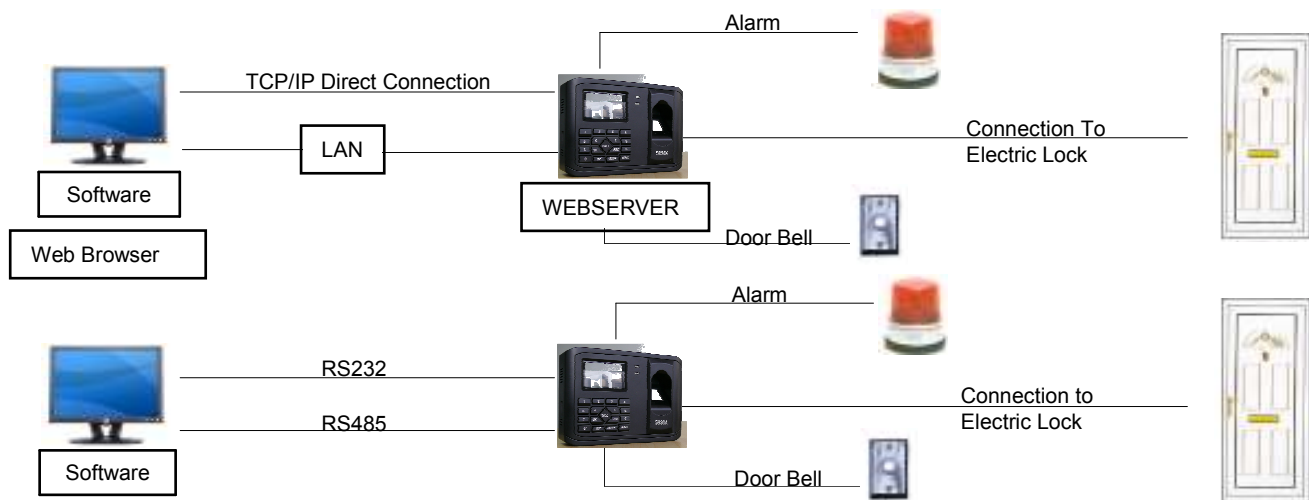 Alarm
TCP/IP Direct Connection
LAN
Connection To
Electric Lock
Software
WEBSERVER
Web Browser
Door Bell
Alarm
RS232
Connection to
Electric Lock
RS485
Software
Door Bell